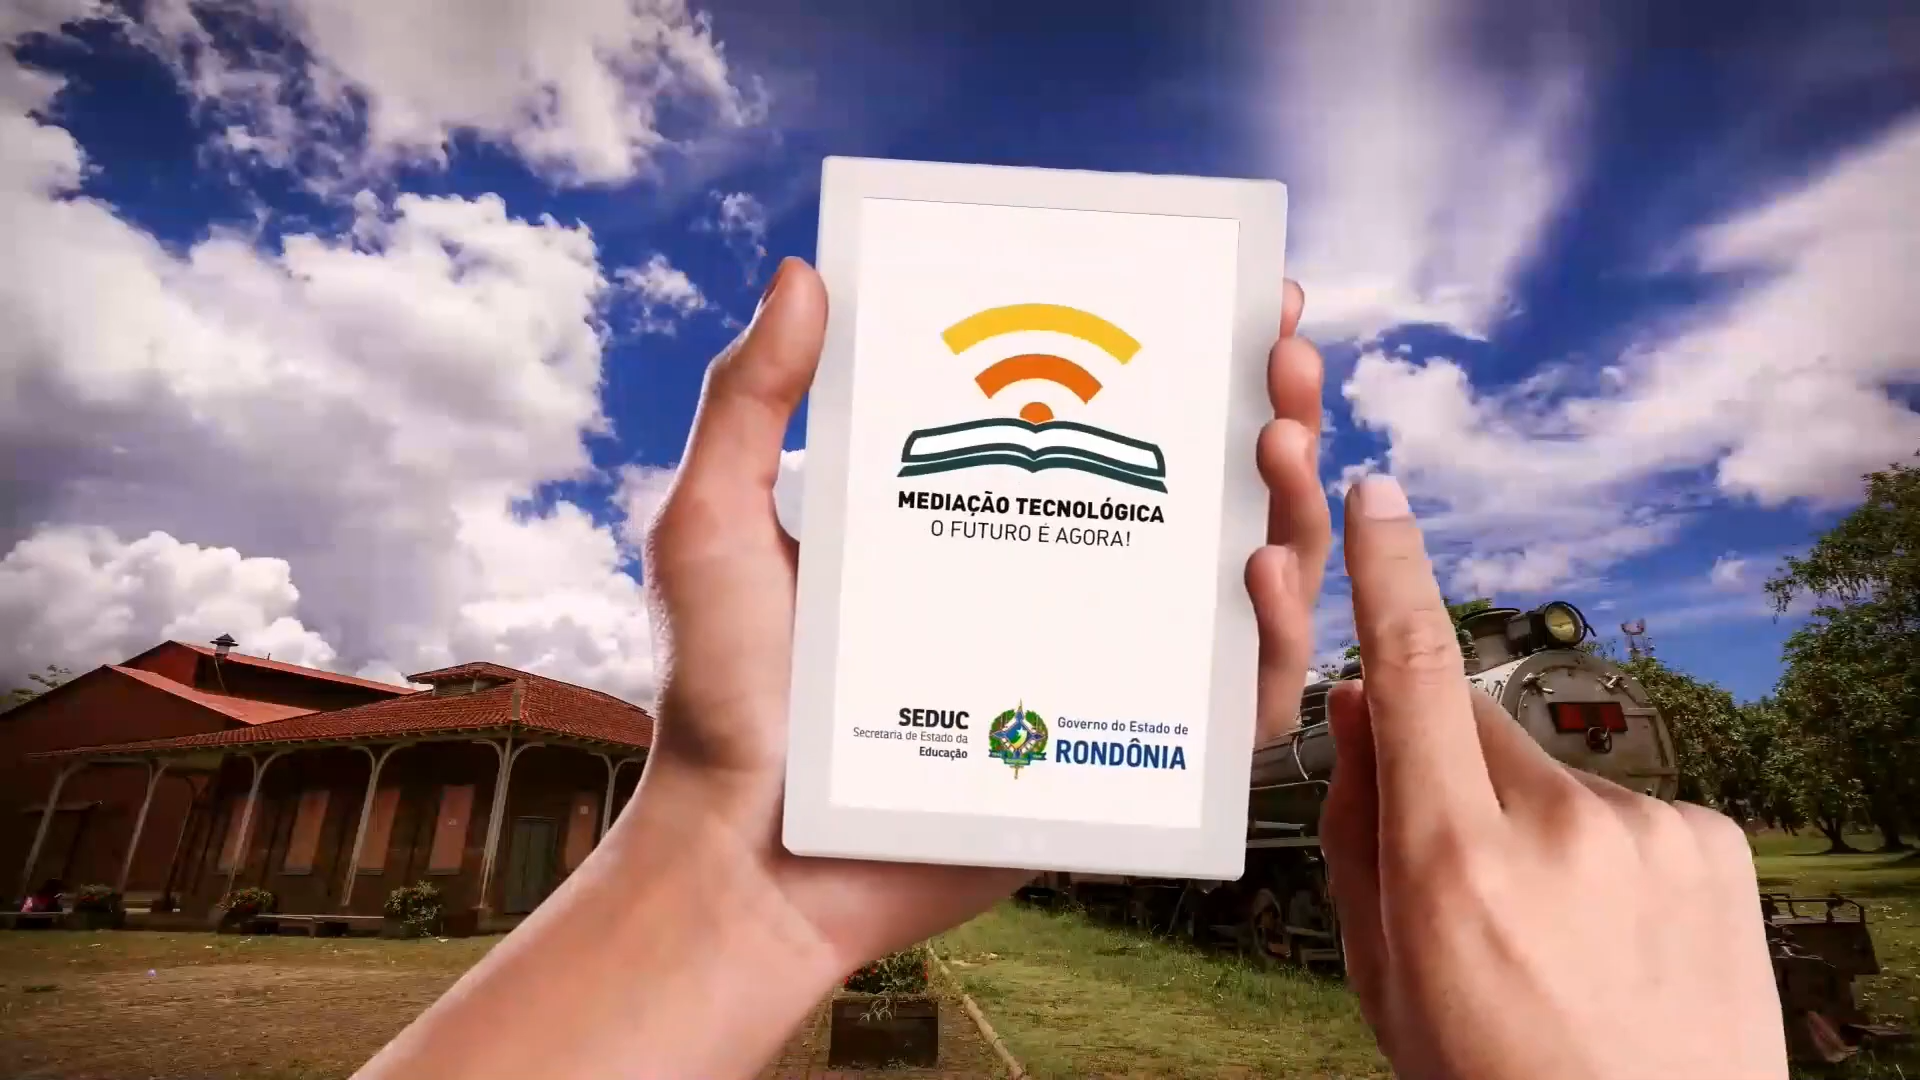 MEDIAÇÃO TECNOLÓGICA
O FUTURO É AGORA!
SEDUC
Secretaria de Estado da
Educação
Governo do Estado de
RONDÔNIA